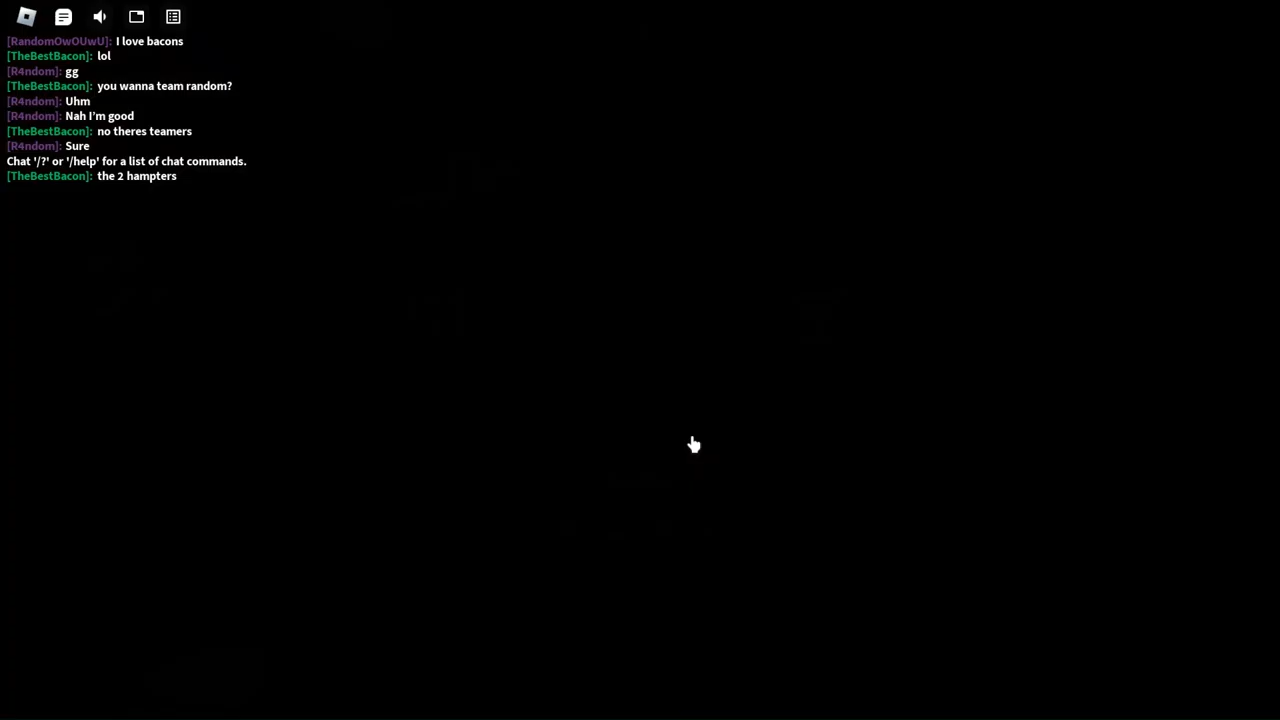 [RandomOwOUwU]: I love bacons
[TheBestBacon]: lol
[R4ndom]: gg
[TheBestBacon]: you wanna team random?
[R4ndom]: Uhm
[R4ndom]: Nah I'm good
[TheBestBacon]: no theres teamers
[R4ndom]: Sure
Chat '/?' or '/help' for a list of chat commands.
[TheBestBacon]: the 2 hampters